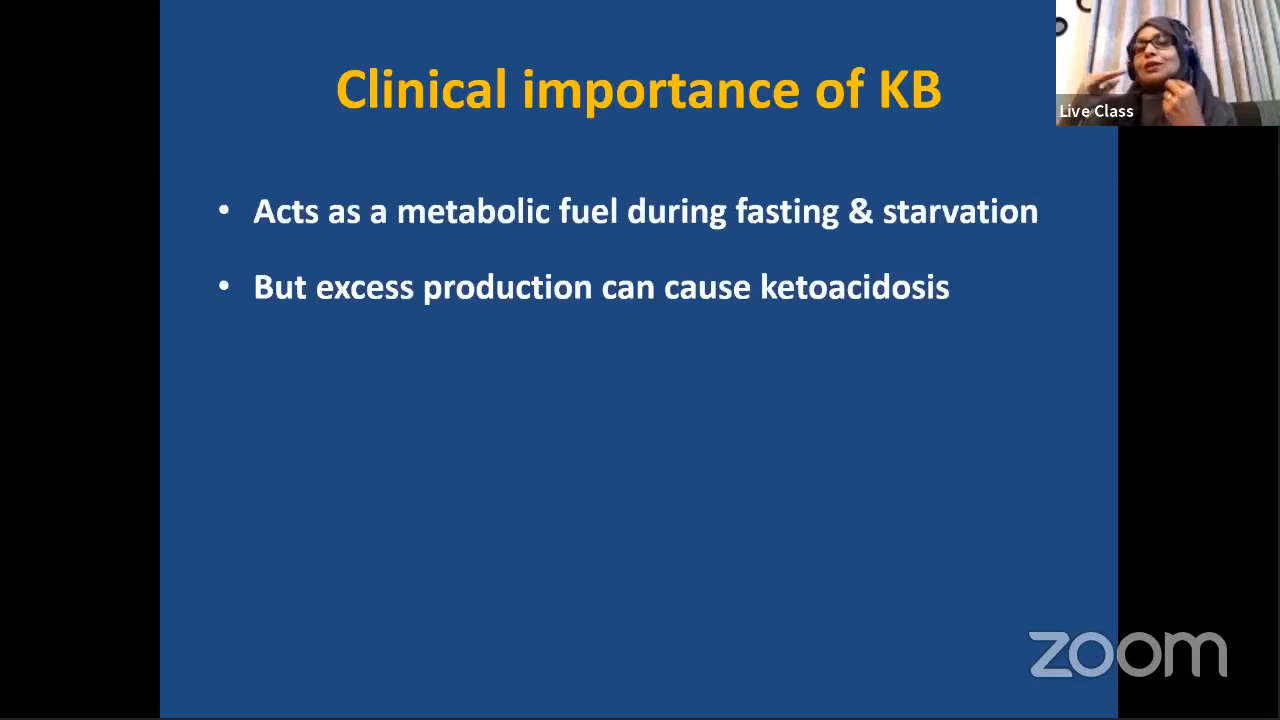 Clinical importance of KB
Live Class
• Acts as a metabolic fuel during fasting & starvation
• But excess production can cause ketoacidosis
zoom